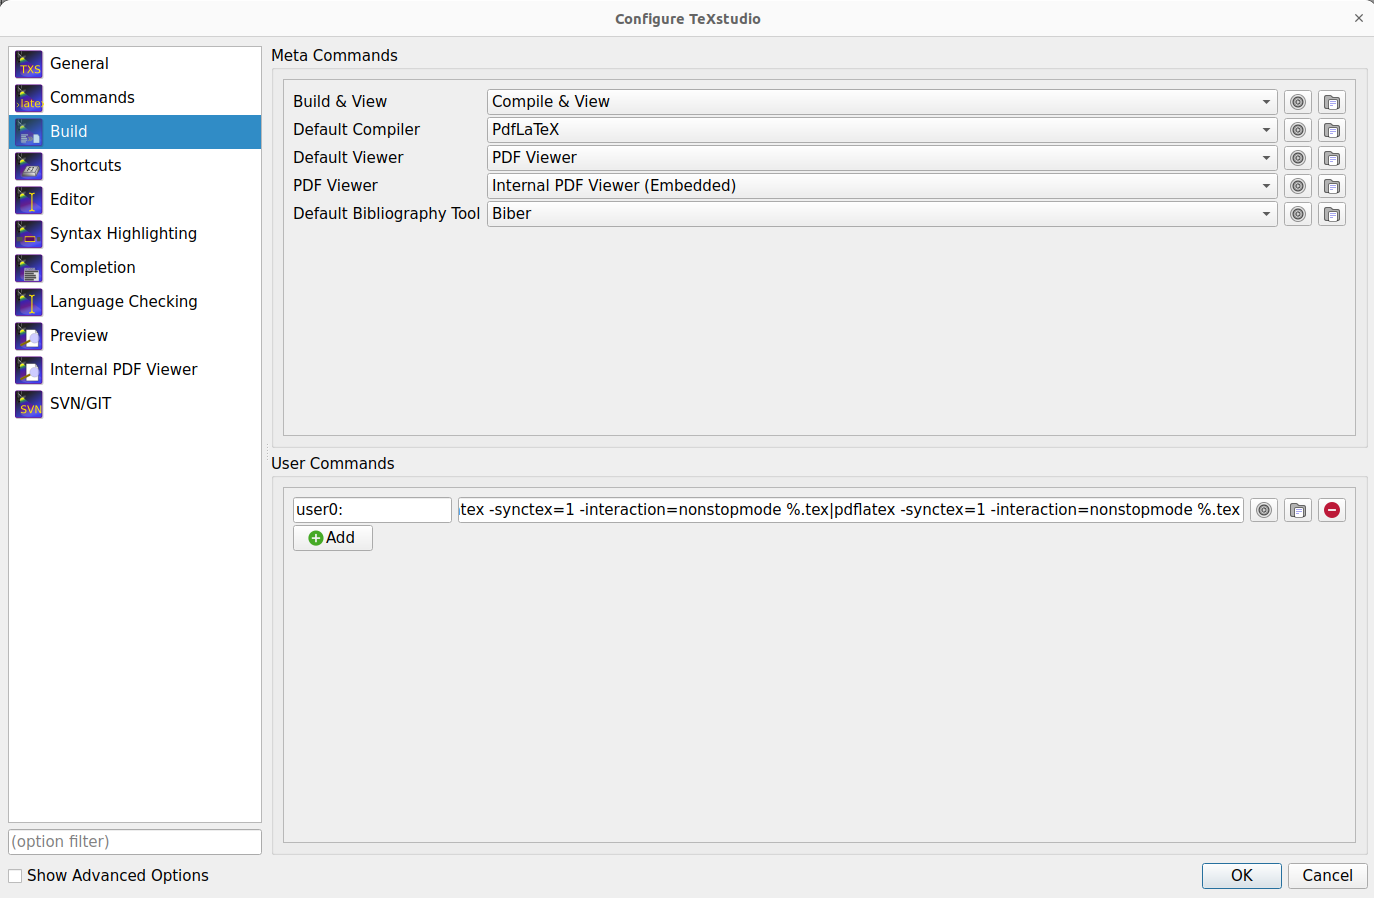 Configure TeXstudio
General
Commands
Build
Shortcuts
Editor
Syntax Highlighting
Completion
Language Checking
Preview
Internal PDF Viewer
SVN/GIT
(option filter)
Show Advanced Options
Meta Commands
Build & View Compile & View
Default Compiler PdfLaTeX
Default Viewer PDF Viewer
PDF Viewer Internal PDF Viewer (Embedded)
Default Bibliography Tool Biber
User Commands
user0: tex -synctex=1 -interaction=nonstopmode %.tex|pdflatex -synctex=1 -interaction=nonstopmode %.tex
Add
OK Cancel